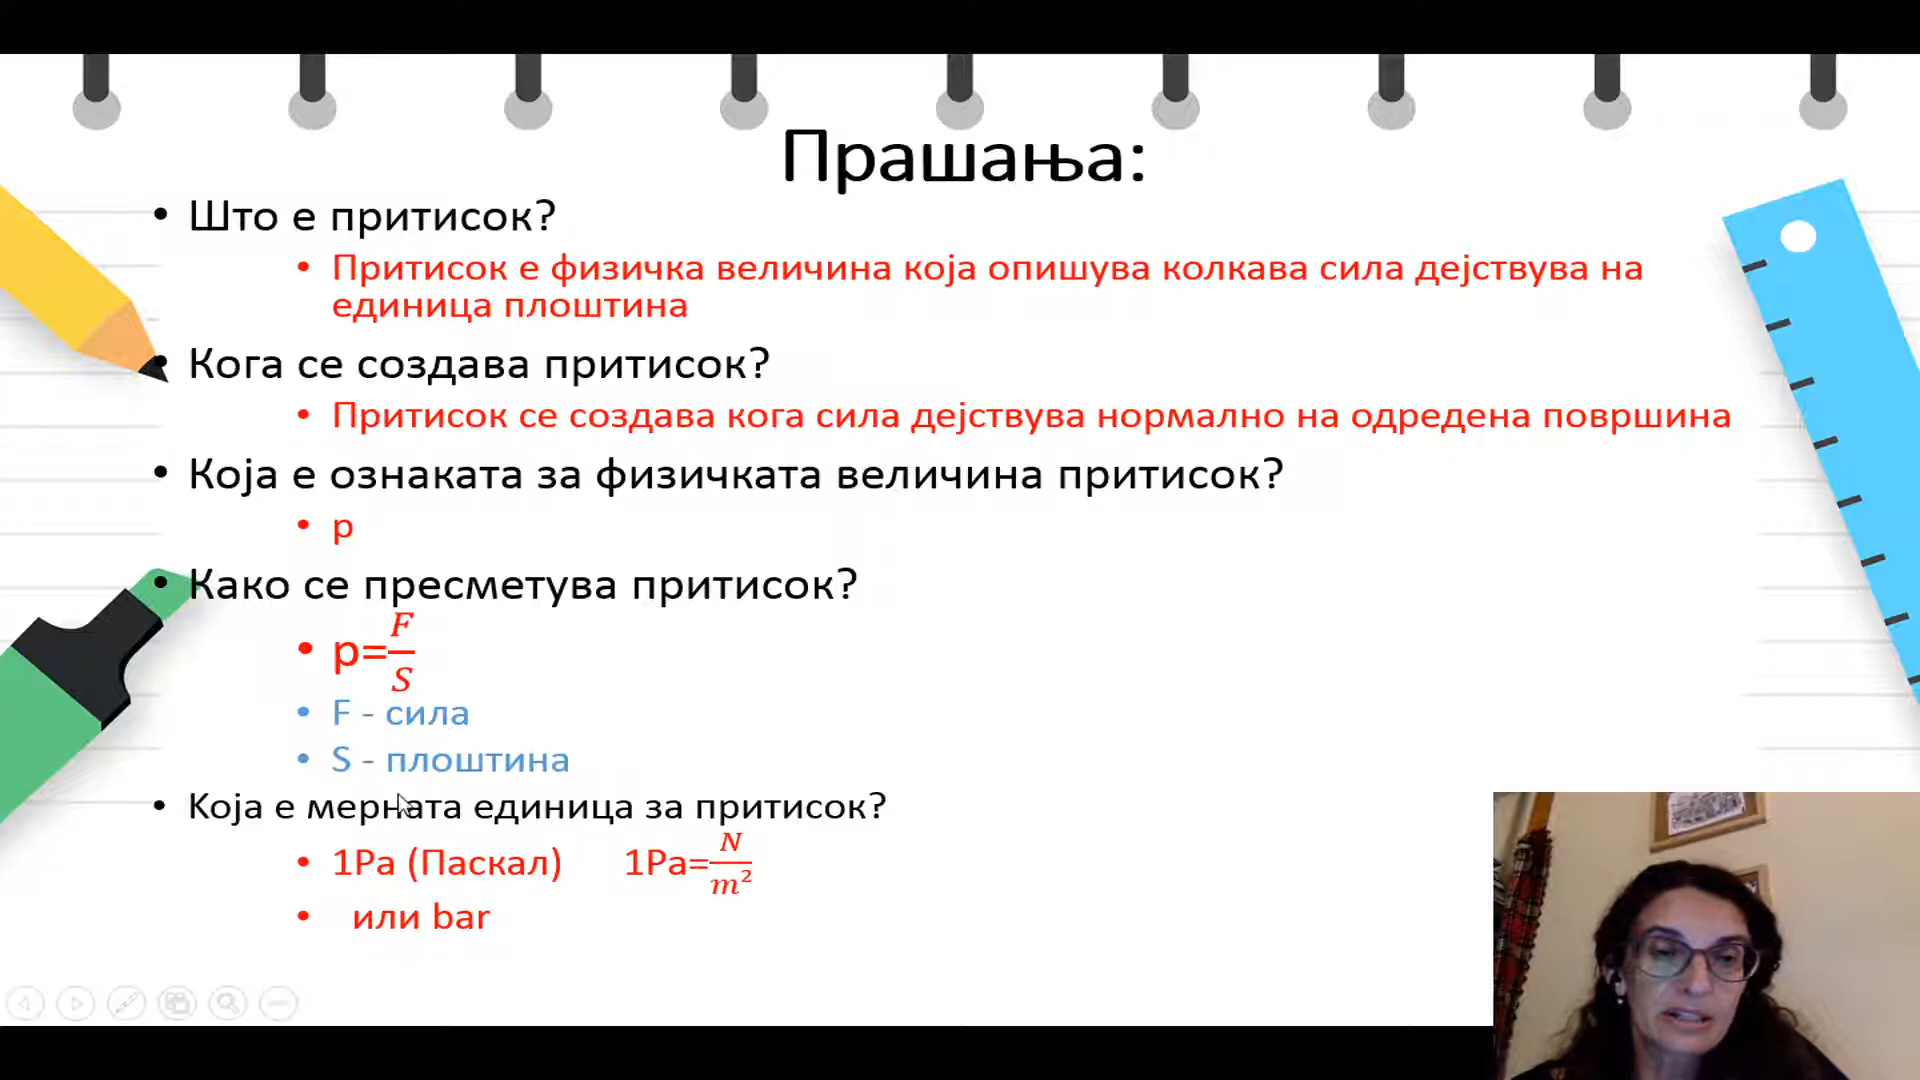 Прашања:
• Што е притисок?
• Притисок е физичка величина која опишува колкава сила дејствува на
единица плоштина
• Кога се создава притисок?
• Притисок се создава кога сила дејствува нормално на одредена површина
• Која е ознаката за физичката величина притисок?
• p
• Како се пресметува притисок?
• p=F/S
• F - сила
• S - плоштина
• Која е мерната единица за притисок?
• 1Pa (Паскал) 1Pa=N/m²
• или bar